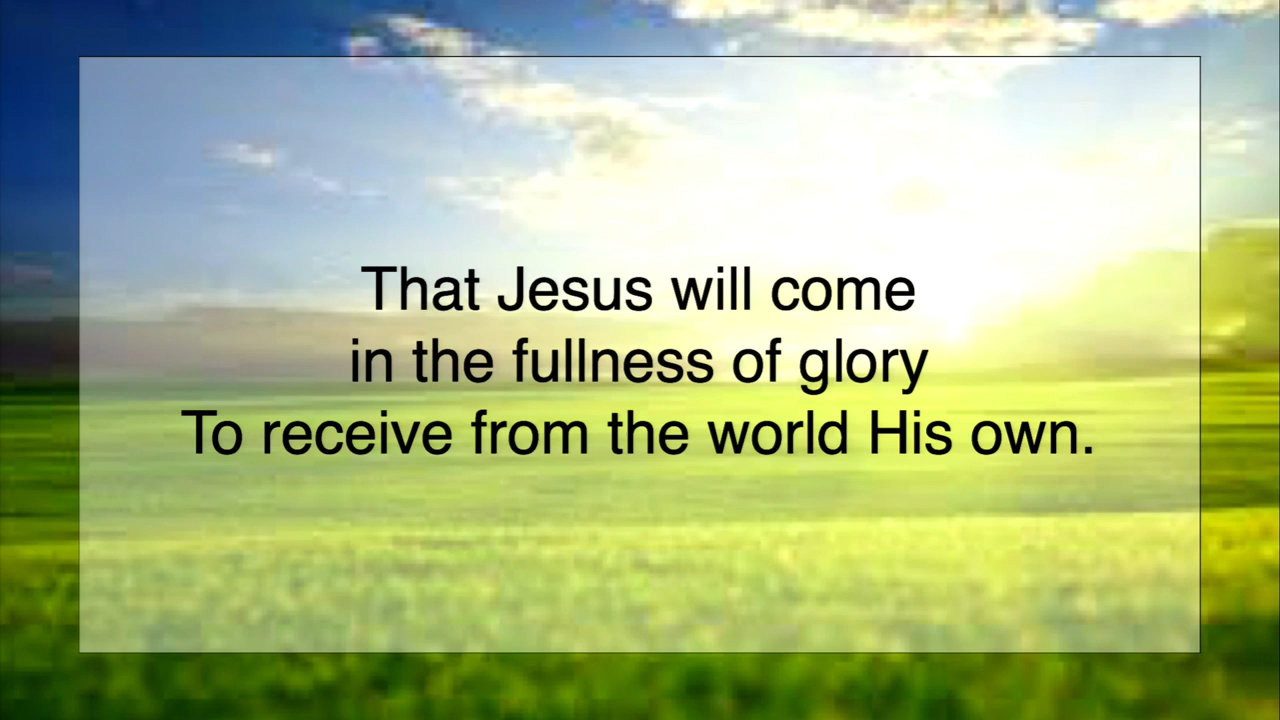 That Jesus will come
in the fullness of glory
To receive from the world His own.